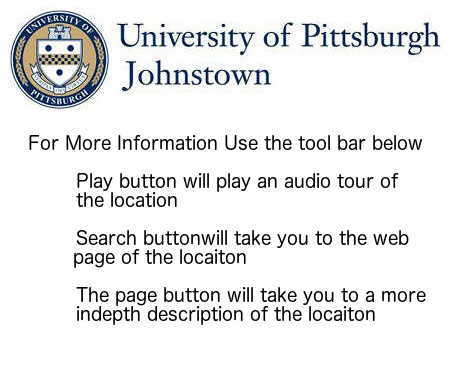 UNIVERSITY OF
PITTSBURGH
University of Pittsburgh
Johnstown
For More Information Use the tool bar below
Play button will play an audio tour of
the location
Search buttonwill take you to the web
page of the locaiton
The page button will take you to a more
indepth description of the locaiton